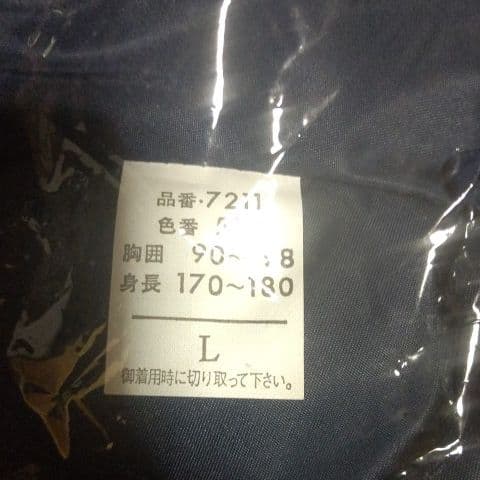 品番・7211
色番
胸囲 90～ 8
身長 170～180
L
御着用時に切り取って下さい。